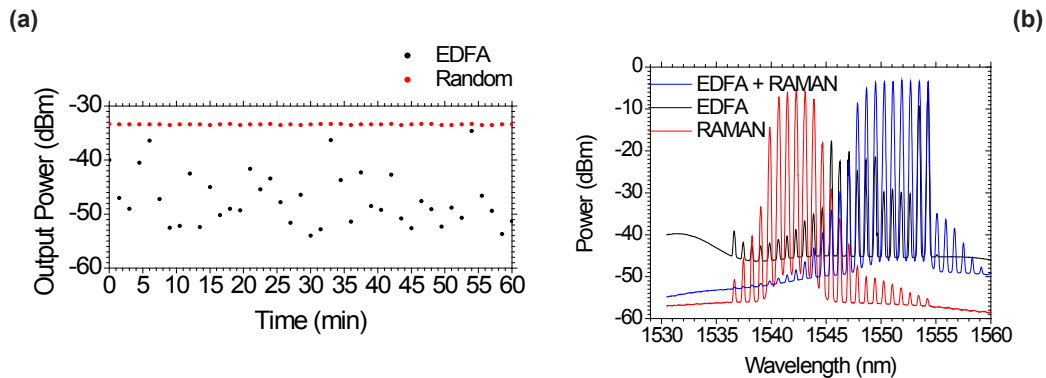 (a)
EDFA
Random
-30
-40
-50
-60
Output Power (dBm)
0 5 10 15 20 25 30 35 40 45 50 55 60
Time (min)
(b)
EDFA + RAMAN
EDFA
RAMAN
0
-10
-20
-30
-40
-50
-60
Power (dBm)
1530 1535 1540 1545 1550 1555 1560
Wavelength (nm)